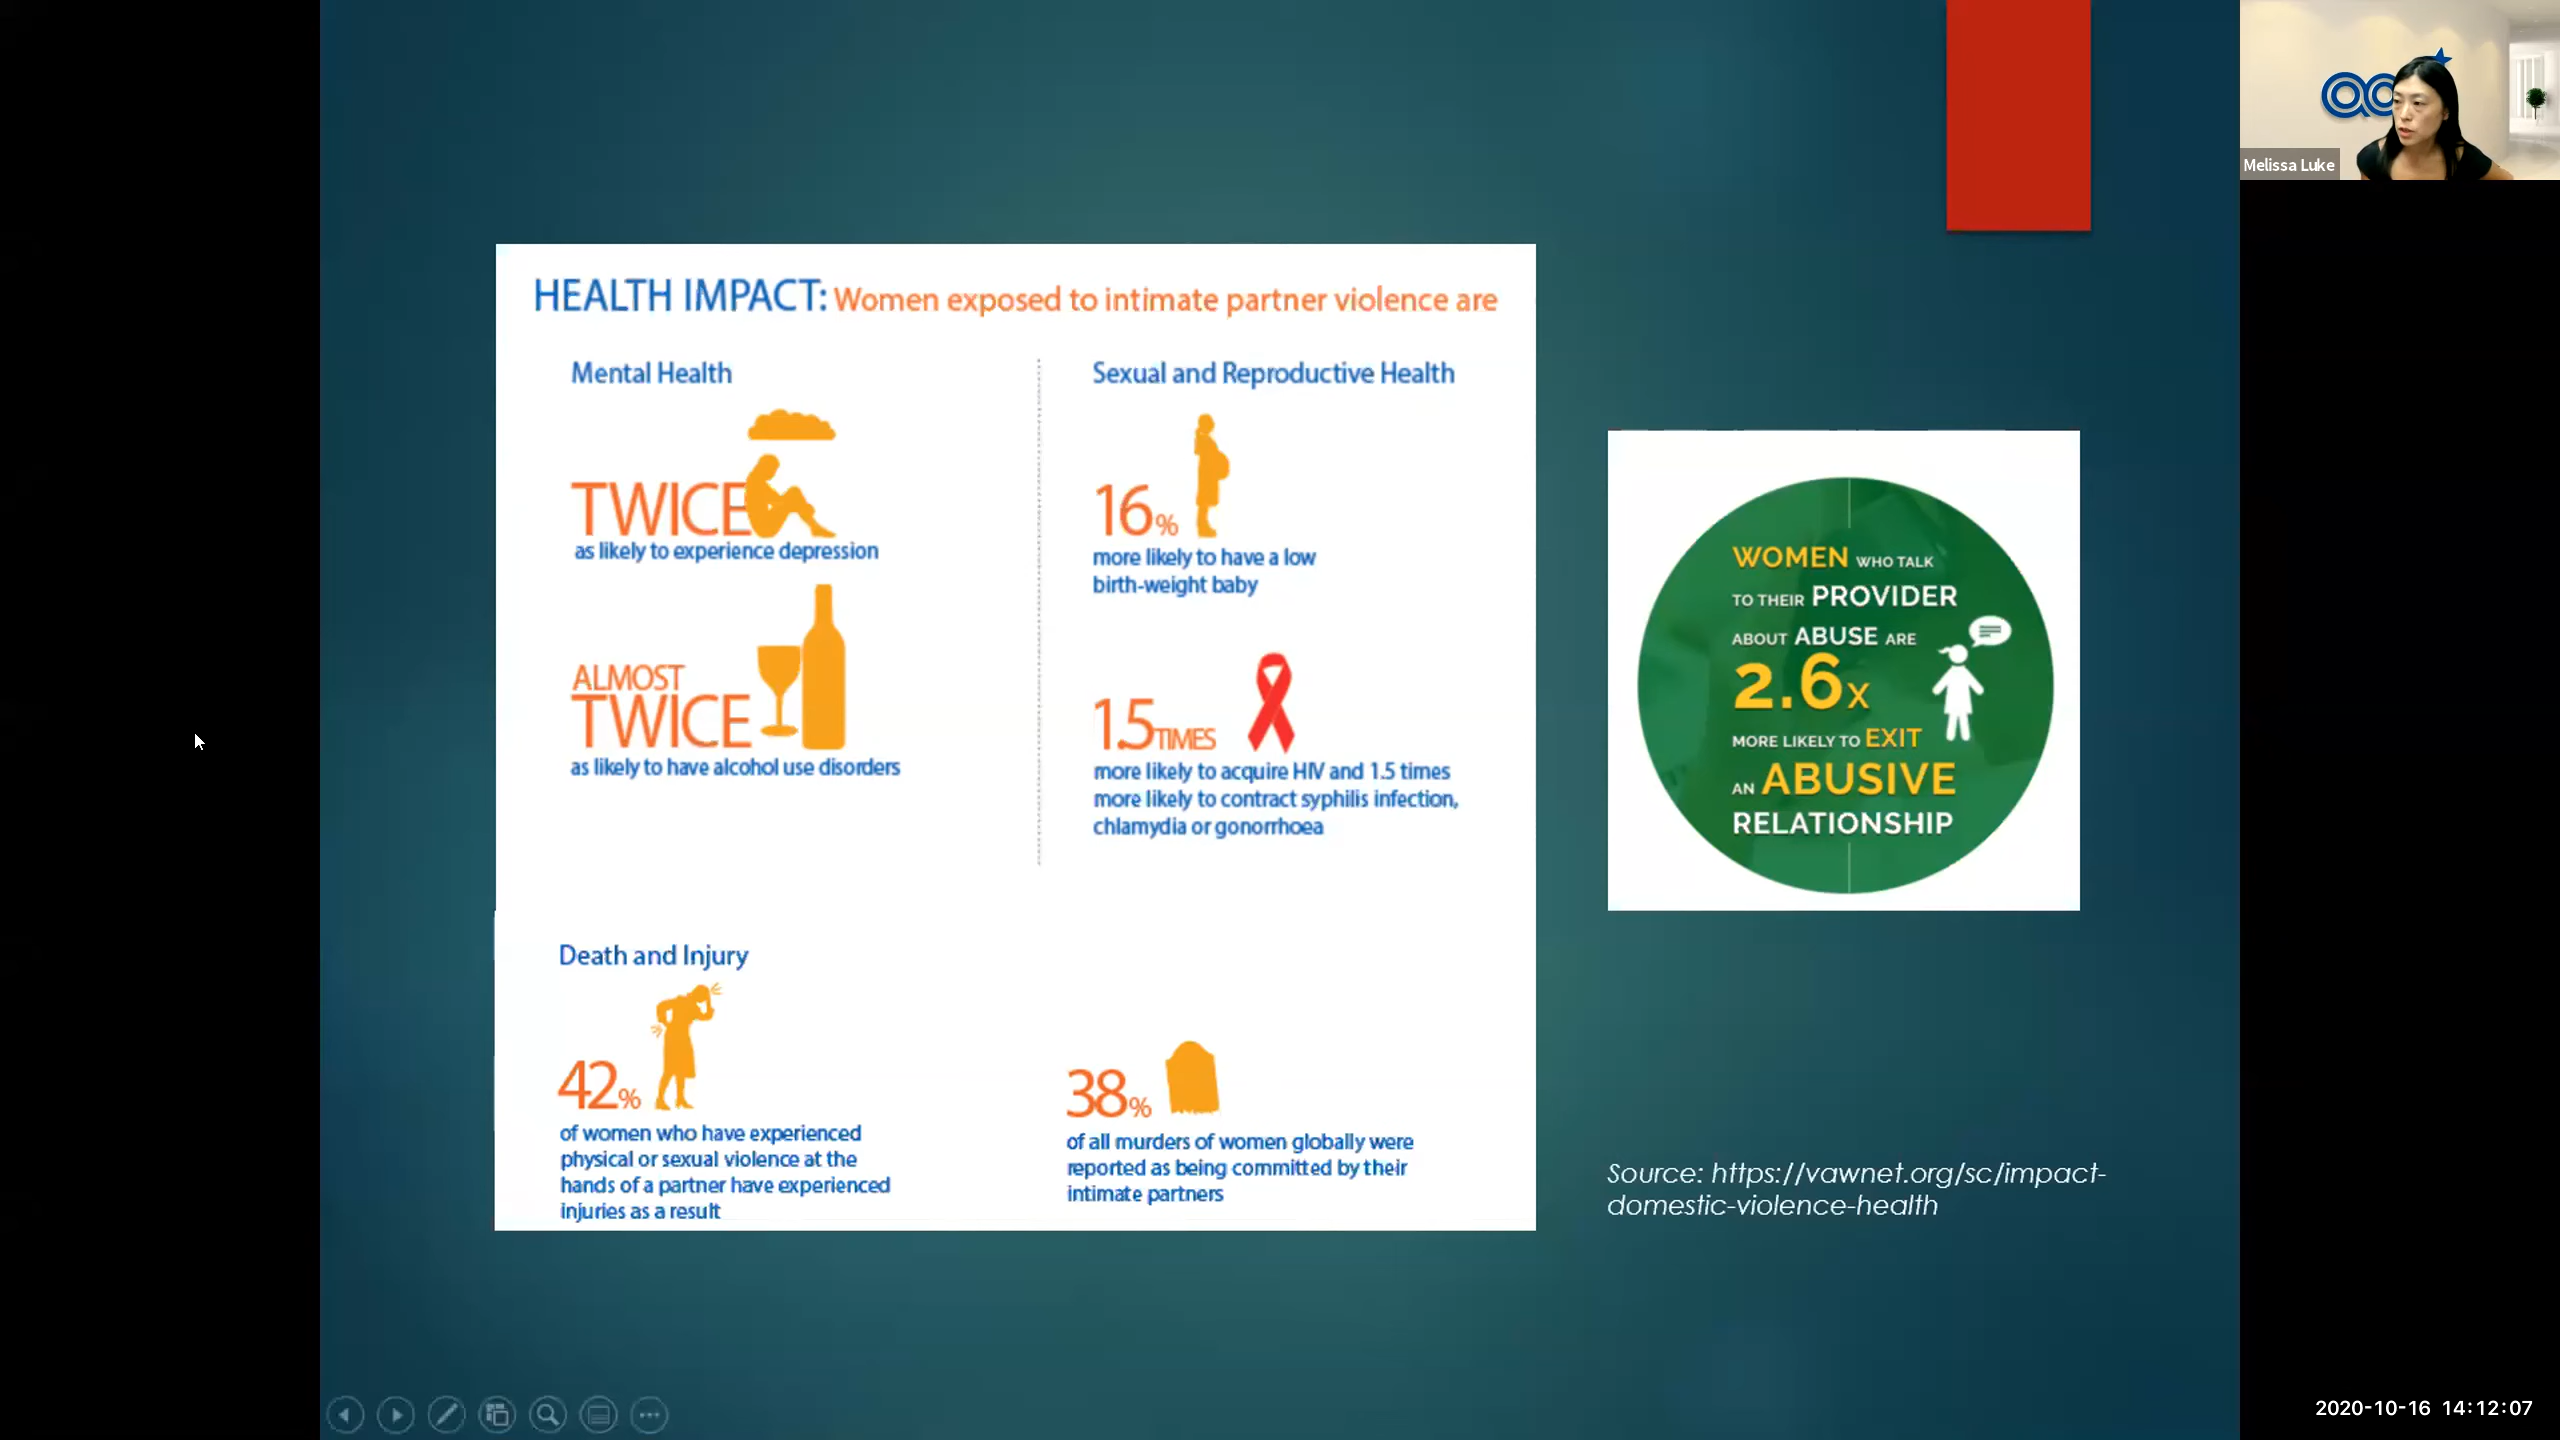 HEALTH IMPACT: Women exposed to intimate partner violence are
Mental Health
TWICE
as likely to experience depression
ALMOST
TWICE
as likely to have alcohol use disorders
Sexual and Reproductive Health
16%
more likely to have a low
birth-weight baby
1.5 TIMES
more likely to acquire HIV and 1.5 times
more likely to contract syphilis infection,
chlamydia or gonorrhoea
Death and Injury
42%
of women who have experienced
physical or sexual violence at the
hands of a partner have experienced
injuries as a result
38%
of all murders of women globally were
reported as being committed by their
intimate partners
WOMEN WHO TALK
TO THEIR PROVIDER
ABOUT ABUSE ARE
2.6x
MORE LIKELY TO EXIT
AN ABUSIVE
RELATIONSHIP
Source: https://vawnet.org/sc/impact-
domestic-violence-health
Melissa Luke
2020-10-16 14:12:07